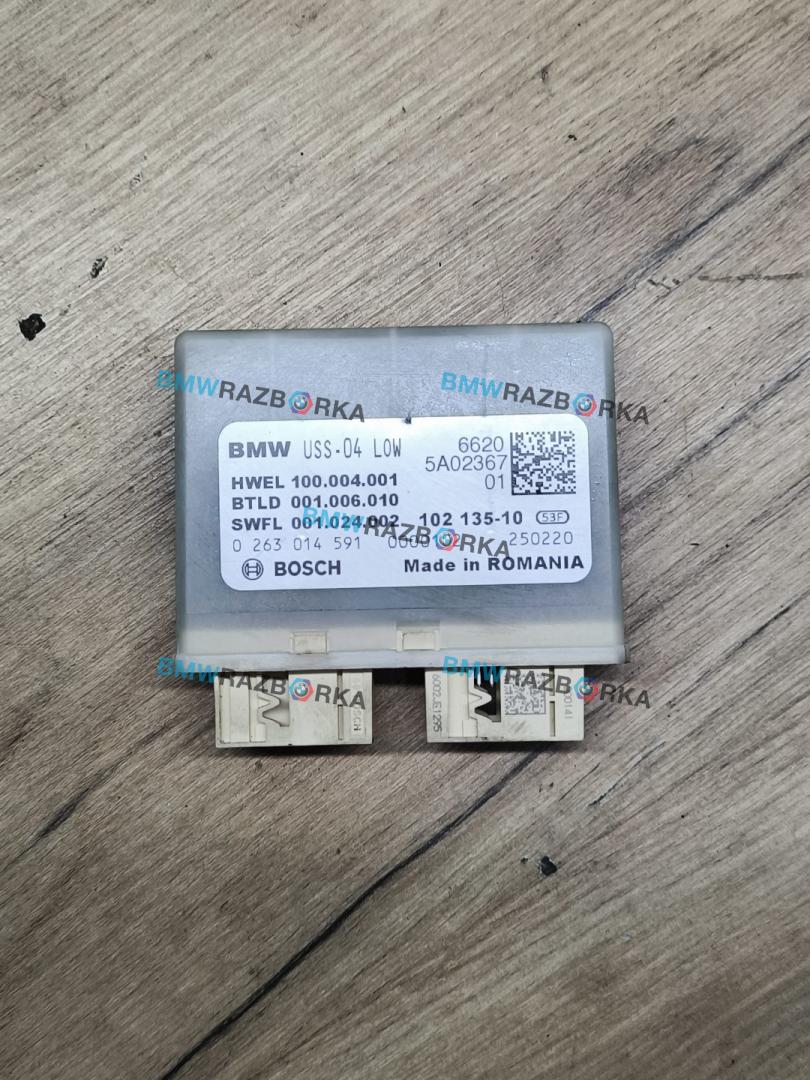 BMWRAZBORKA BMWRAZBORKA
BMW USS-04 LOW 6620
5A02367
HWEL 100.004.001 01
BTLD 001.006.010
SWFL 001.024.002 102 135-10 53F
0 263 014 591 250220
BMWRAZBORKA
BOSCH Made in ROMANIA
BMWRAZBORKA BMWRAZBORKA